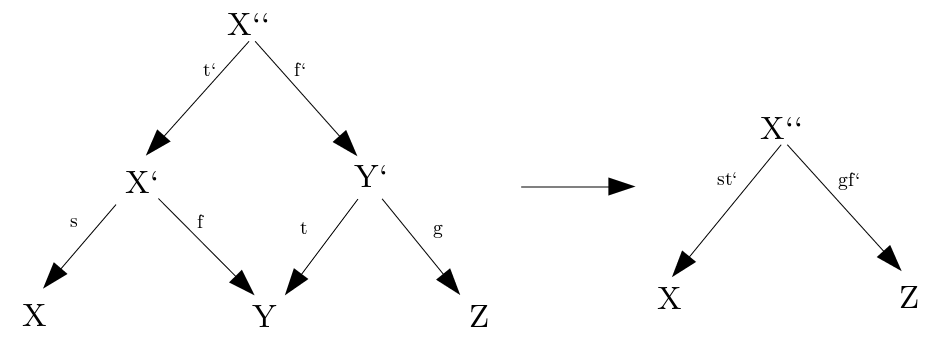 X‘‘
t‘ f‘
X‘ Y‘
s f t g
X Y Z
X‘‘
st‘ gf‘
X Z